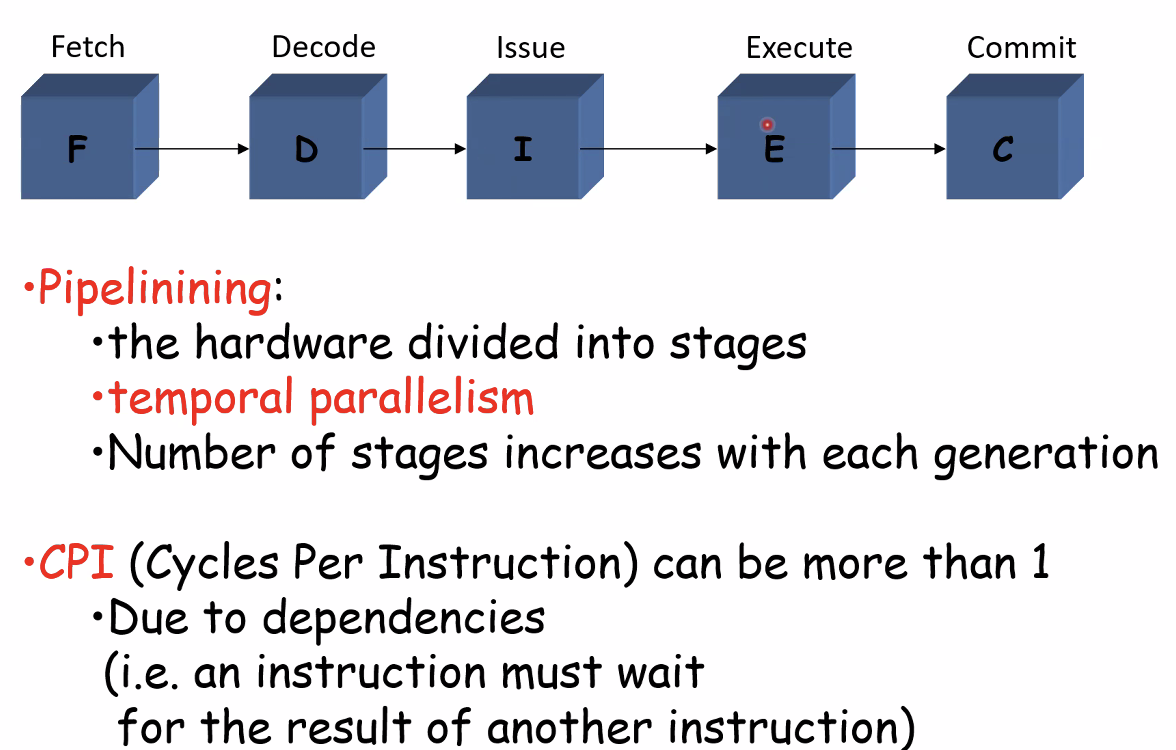 Fetch Decode Issue Execute Commit
F D I E C
•Pipelinining:
•the hardware divided into stages
•temporal parallelism
•Number of stages increases with each generation
•CPI (Cycles Per Instruction) can be more than 1
•Due to dependencies
(i.e. an instruction must wait
for the result of another instruction)